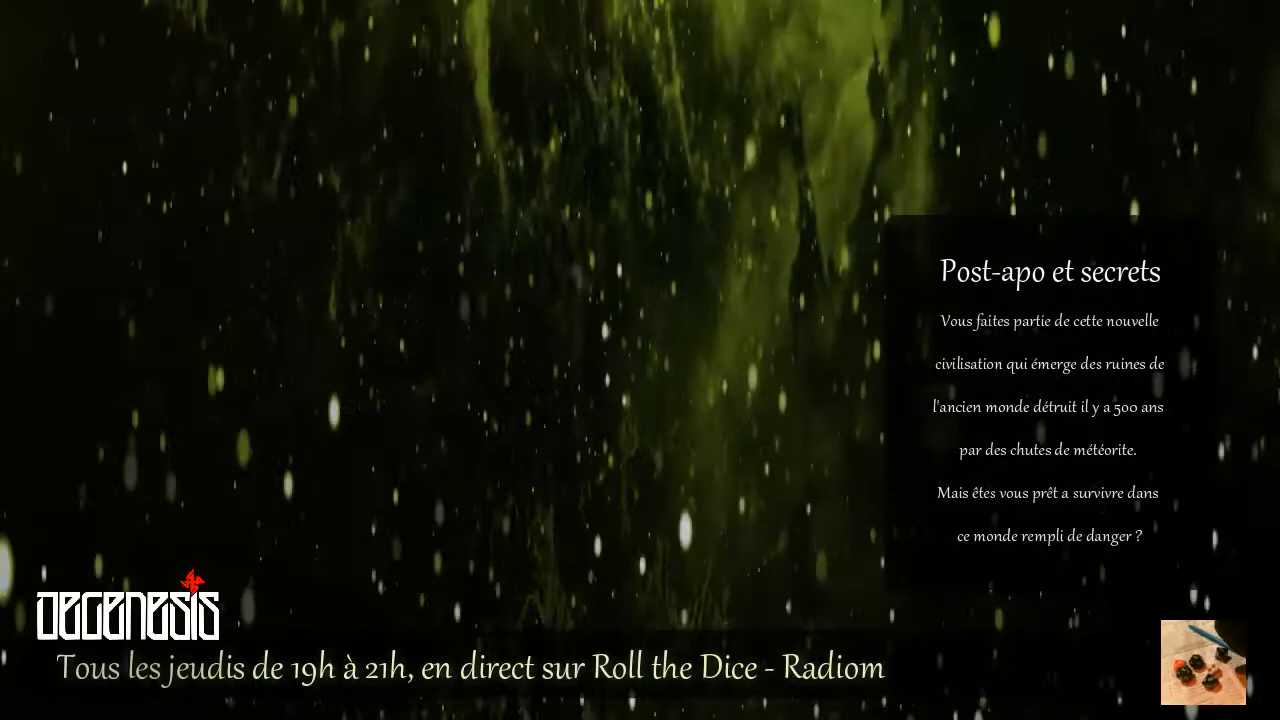 Post-apo et secrets
Vous faites partie de cette nouvelle
civilisation qui émerge des ruines de
l'ancien monde détruit il y a 500 ans
par des chutes de météorite.
Mais êtes vous prêt a survivre dans
ce monde rempli de danger ?
DEGENESIS
Tous les jeudis de 19h à 21h, en direct sur Roll the Dice - Radiom